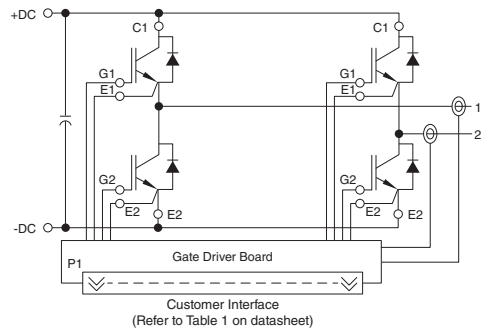 +DC
C1
C1
G1
E1
G1
E1
1
2
G2
E2
E2
G2
E2
E2
-DC
P1
Gate Driver Board
Customer Interface
(Refer to Table 1 on datasheet)